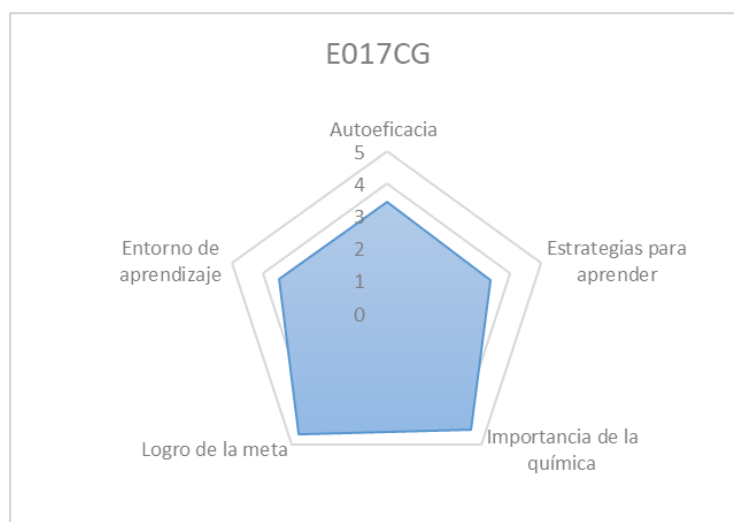 E017CG
Autoeficacia
5
4
3
2
1
0
Entorno de
aprendizaje
Estrategias para
aprender
Logro de la meta
Importancia de la
química